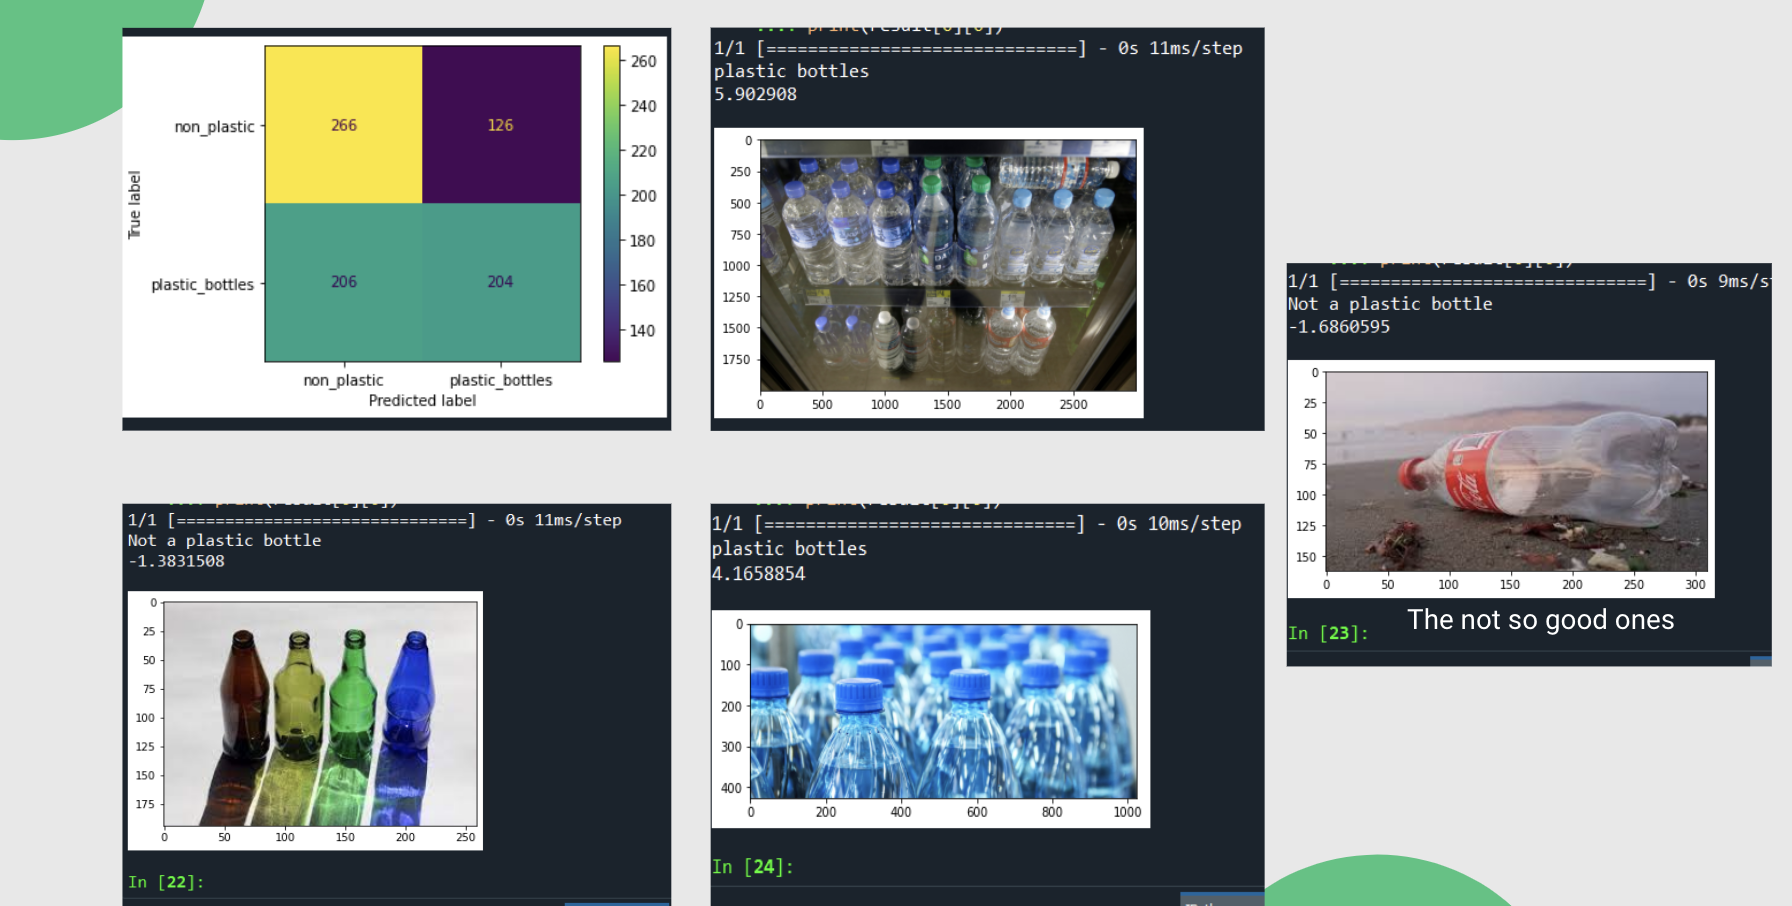 260
240
220
200
180
160
140
non_plastic
266
126
True label
plastic_bottles
206
204
non_plastic
plastic_bottles
Predicted label
1/1 [==============================] - 0s 11ms/step
plastic bottles
5.902908
0
250
500
750
1000
1250
1500
1750
0 500 1000 1500 2000 2500
1/1 [==============================] - 0s 9ms/s
Not a plastic bottle
-1.6860595
0
25
50
75
100
125
150
Cola
0 50 100 150 200 250 300
The not so good ones
In [23]:
1/1 [==============================] - 0s 11ms/step
Not a plastic bottle
-1.3831508
0
25
50
75
100
125
150
175
0 50 100 150 200 250
In [22]:
1/1 [==============================] - 0s 10ms/step
plastic bottles
4.1658854
0
100
200
300
400
0 200 400 600 800 1000
In [24]: